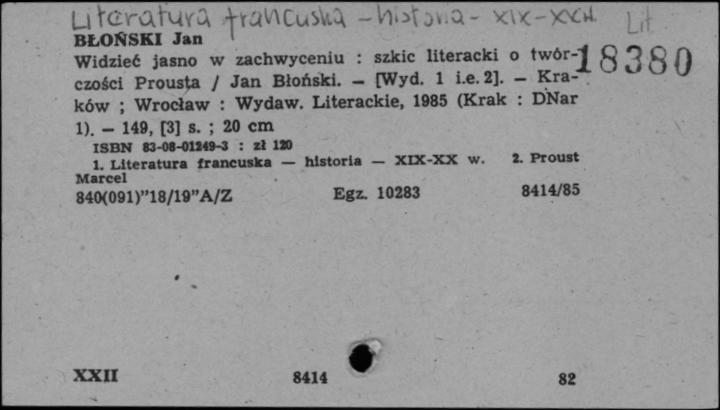 Literatura francuska - historia - XIX-XXw. Lit
BŁOŃSKI Jan
Widzieć jasno w zachwyceniu : szkic literacki o twór-
18380
czości Prousta / Jan Błoński. — [Wyd. 1 i.e. 2]. — Kra-
ków ; Wrocław : Wydaw. Literackie, 1985 (Krak : DNar
1). — 149, [3] s. ; 20 cm
ISBN 83-08-01249-3 : zł 120
1. Literatura francuska — historia — XIX-XX w. 2. Proust
Marcel
840(091)"18/19"A/Z Egz. 10283 8414/85
XXII 8414 82